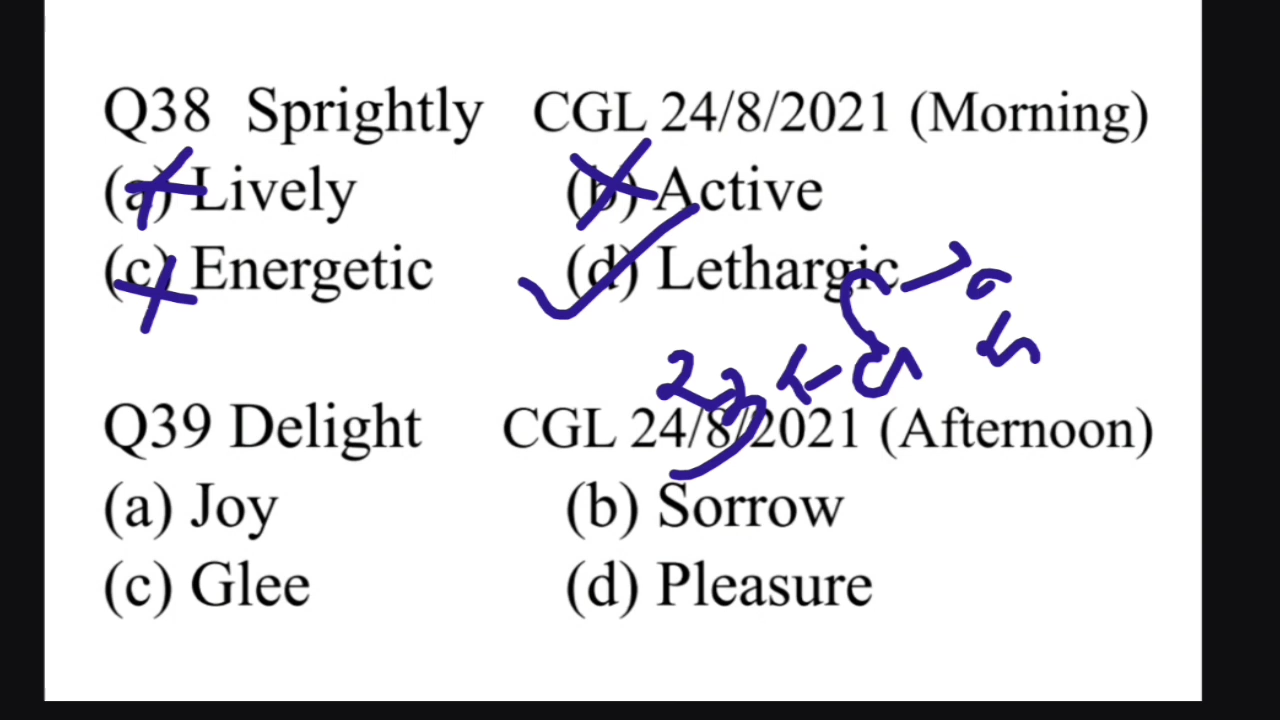 Q38 Sprightly CGL 24/8/2021 (Morning)
(a) Lively (b) Active
(c) Energetic (d) Lethargic
Q39 Delight CGL 24/8/2021 (Afternoon)
(a) Joy (b) Sorrow
(c) Glee (d) Pleasure